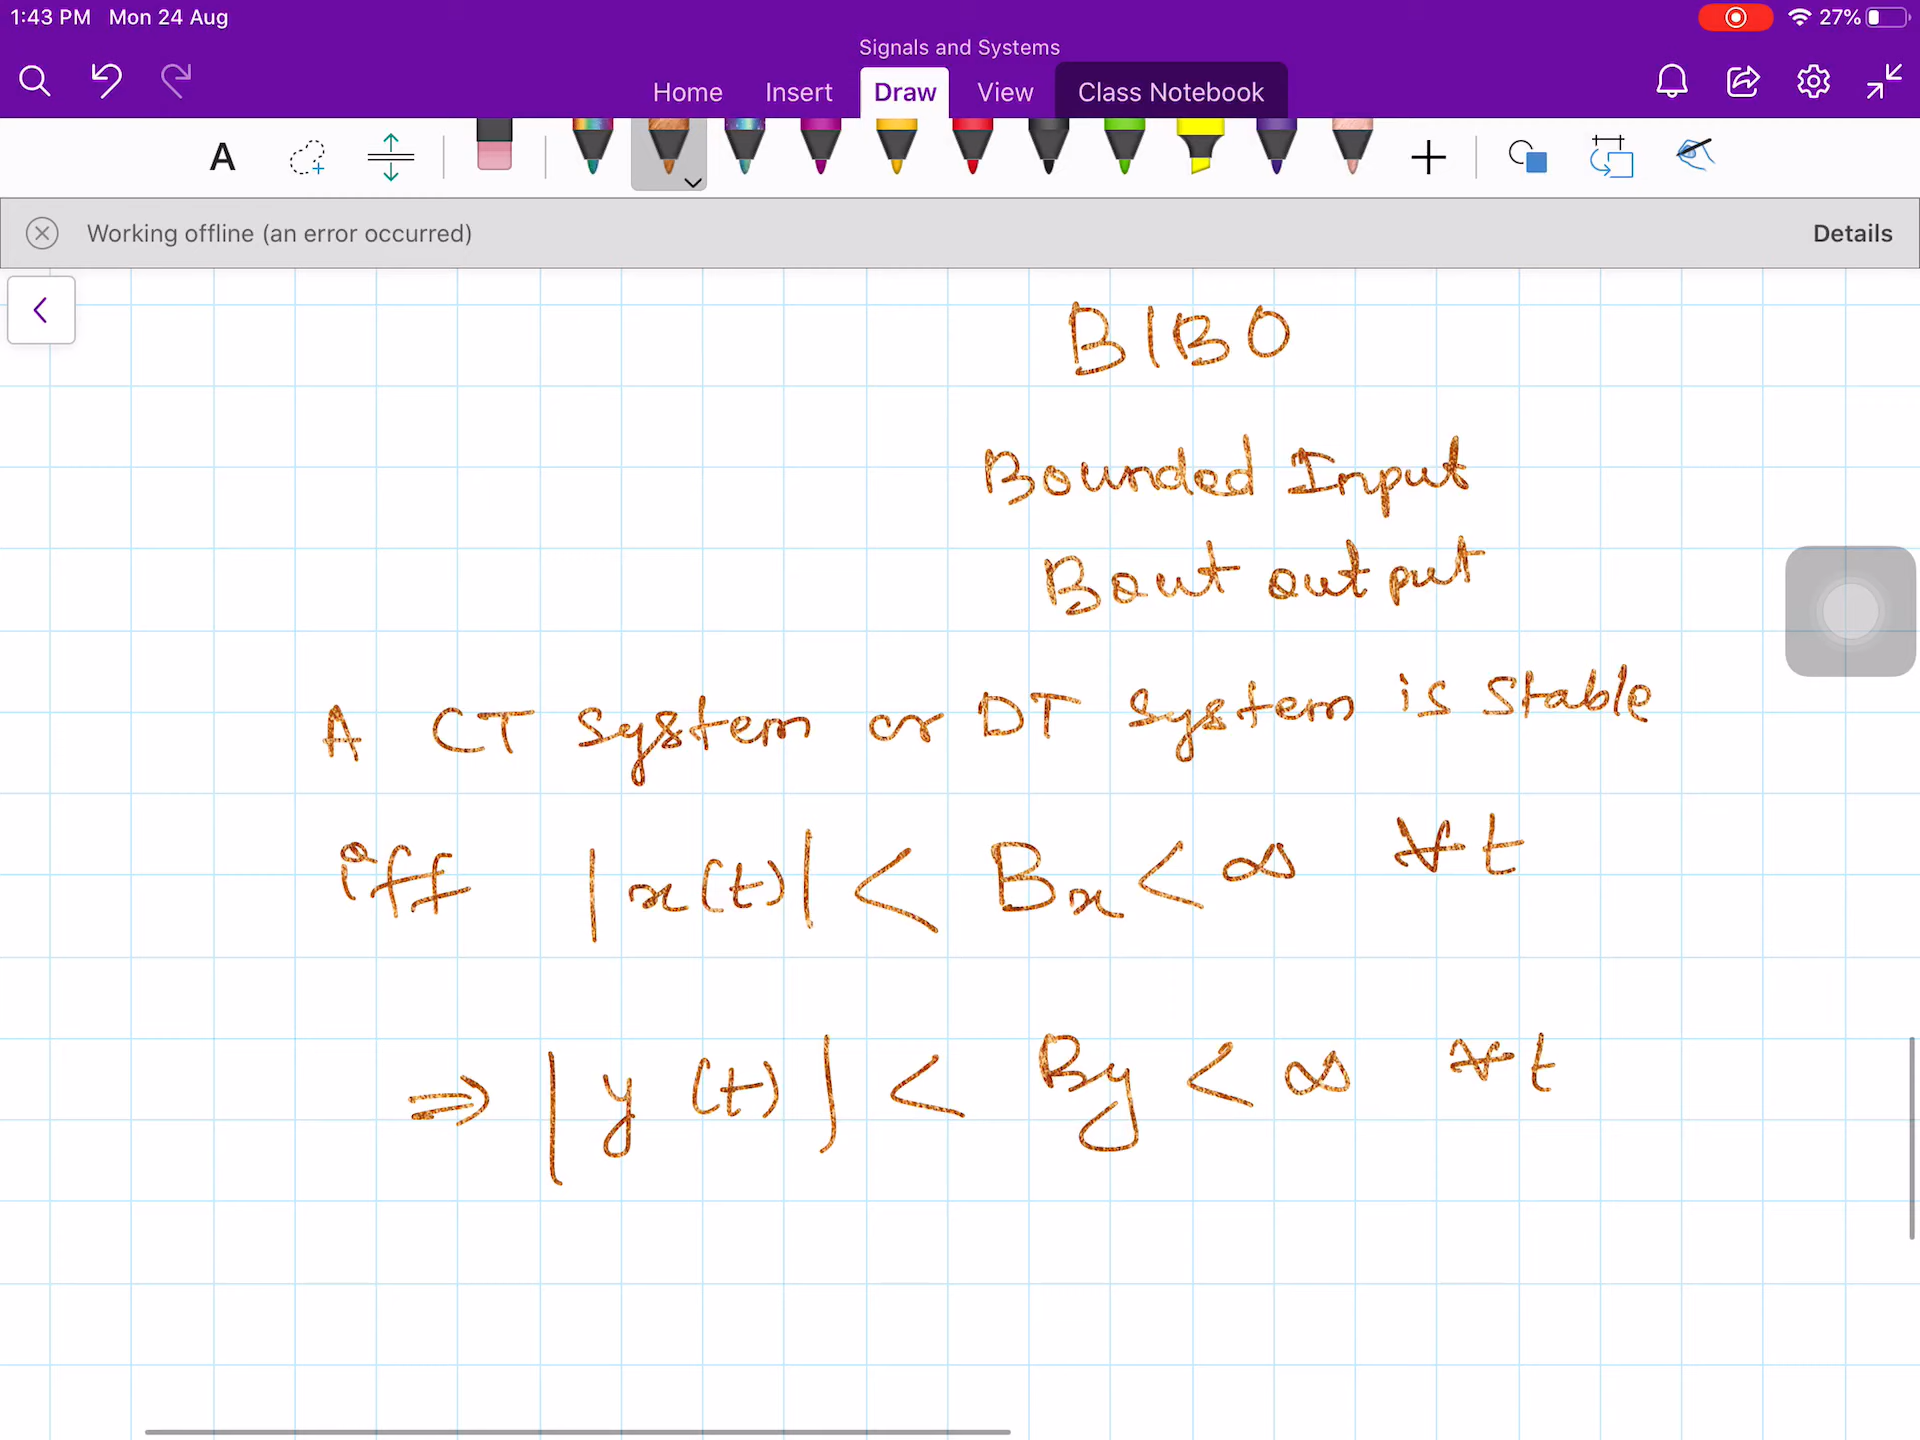 1:43 PM Mon 24 Aug
27%
Signals and Systems
Home Insert Draw View Class Notebook
A
Working offline (an error occurred) Details
BIBO
Bounded Input
Bout output
A CT System or DT System is Stable
iff |x(t)| < Bx < ∞ ∀t
⇒ |y(t)| < By < ∞ ∀t